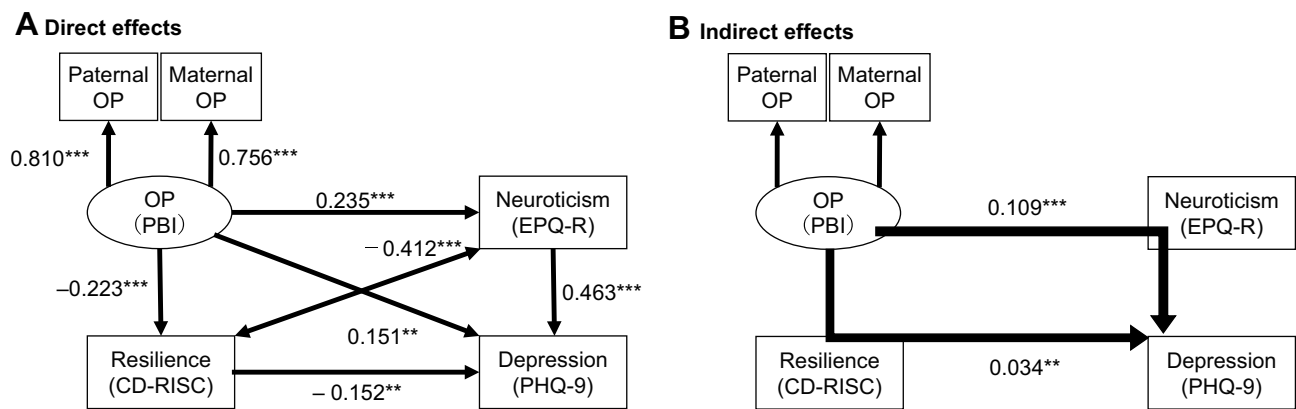 A Direct effects
Paternal
OP
Maternal
OP
0.810***
0.756***
OP
(PBI)
0.235***
Neuroticism
(EPQ-R)
–0.412***
–0.223***
0.463***
0.151**
Resilience
(CD-RISC)
Depression
(PHQ-9)
– 0.152**
B Indirect effects
Paternal
OP
Maternal
OP
OP
(PBI)
0.109***
Neuroticism
(EPQ-R)
Resilience
(CD-RISC)
0.034**
Depression
(PHQ-9)